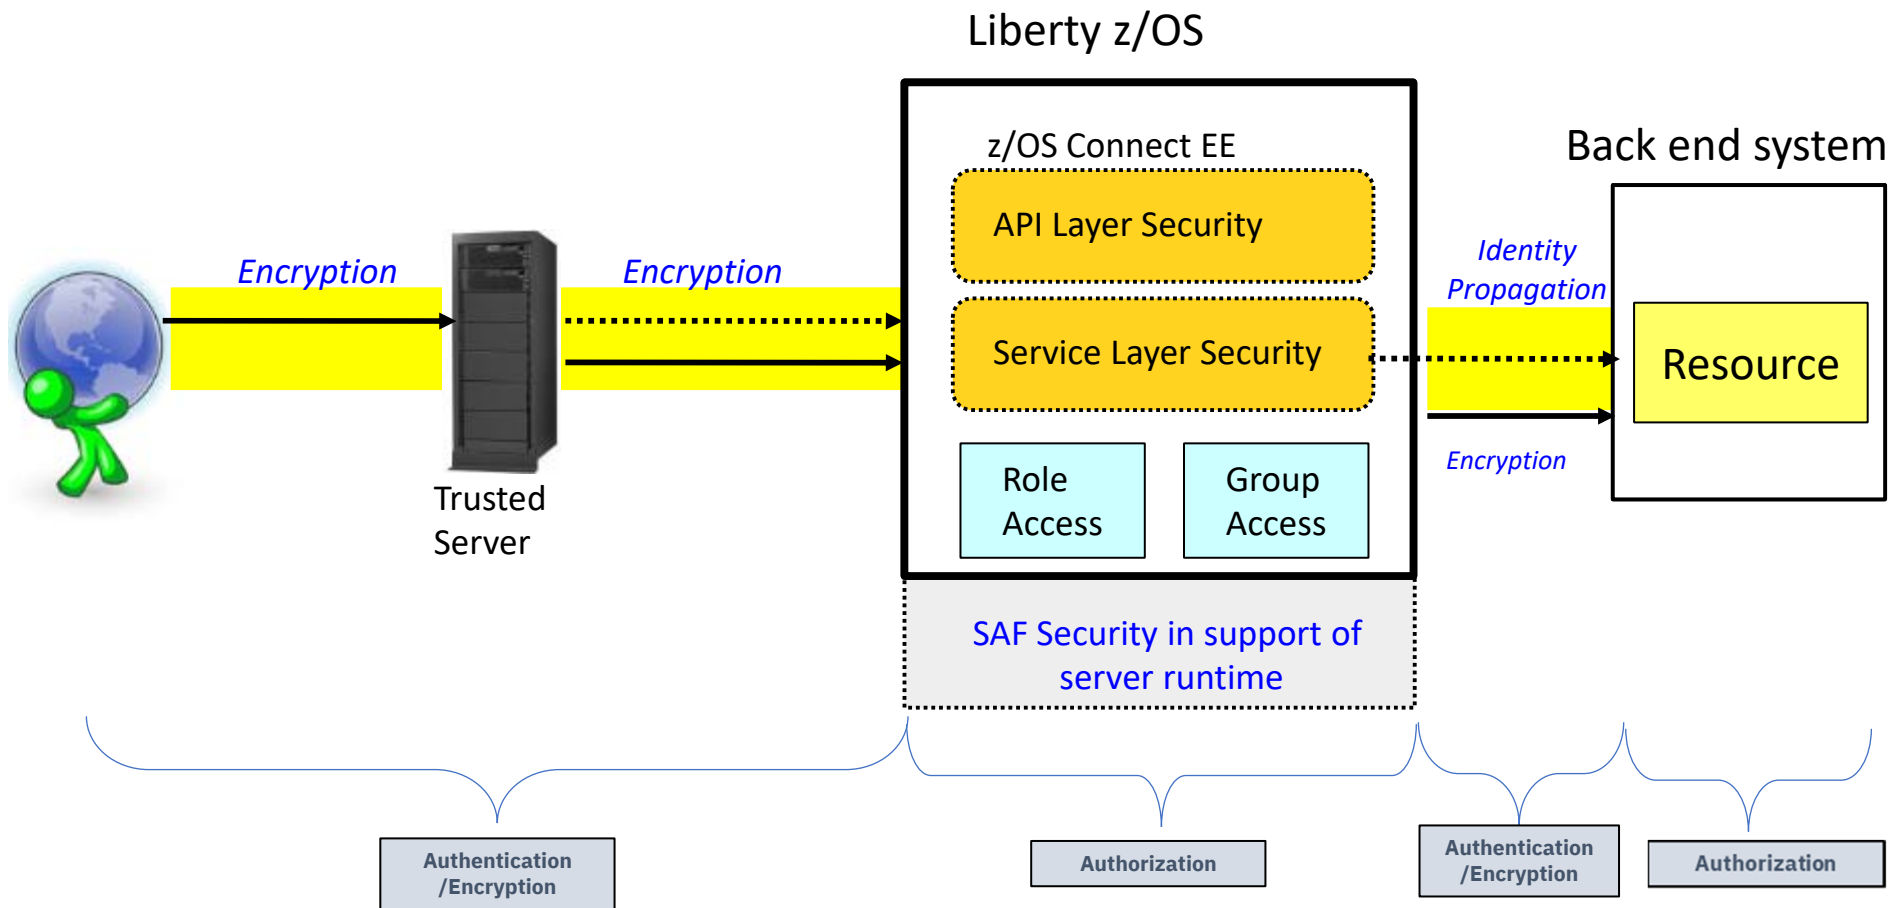 Liberty z/OS
z/OS Connect EE
API Layer Security
Service Layer Security
Role
Access
Group
Access
SAF Security in support of
server runtime
Encryption
Encryption
Trusted
Server
Back end system
Identity
Propagation
Encryption
Resource
Authentication
/Encryption
Authorization
Authentication
/Encryption
Authorization